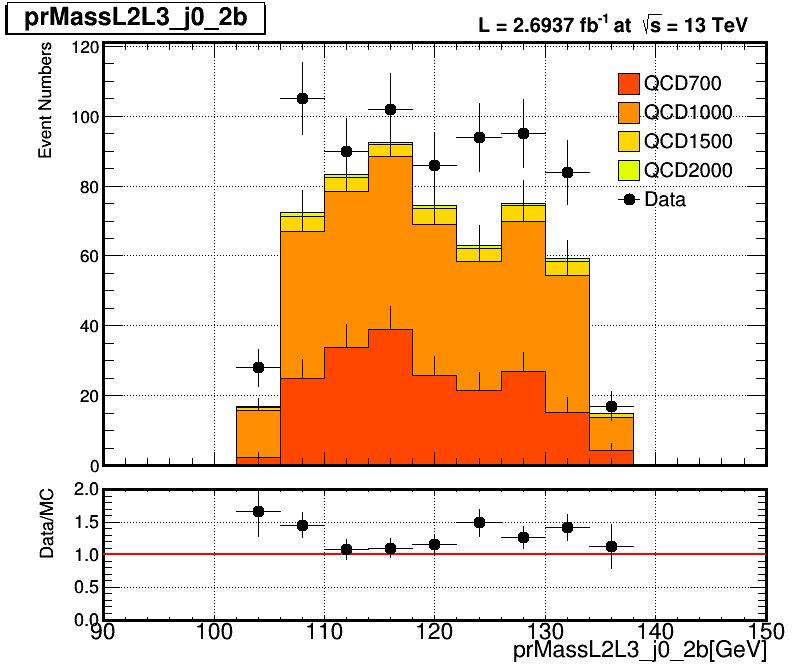 prMassL2L3_j0_2b
L = 2.6937 fb⁻¹ at √s = 13 TeV
Event Numbers
120
100
80
60
40
20
0
QCD700
QCD1000
QCD1500
QCD2000
Data
Data/MC
2.0
1.5
1.0
0.5
0.0
90 100 110 120 130 140 150
prMassL2L3_j0_2b[GeV]